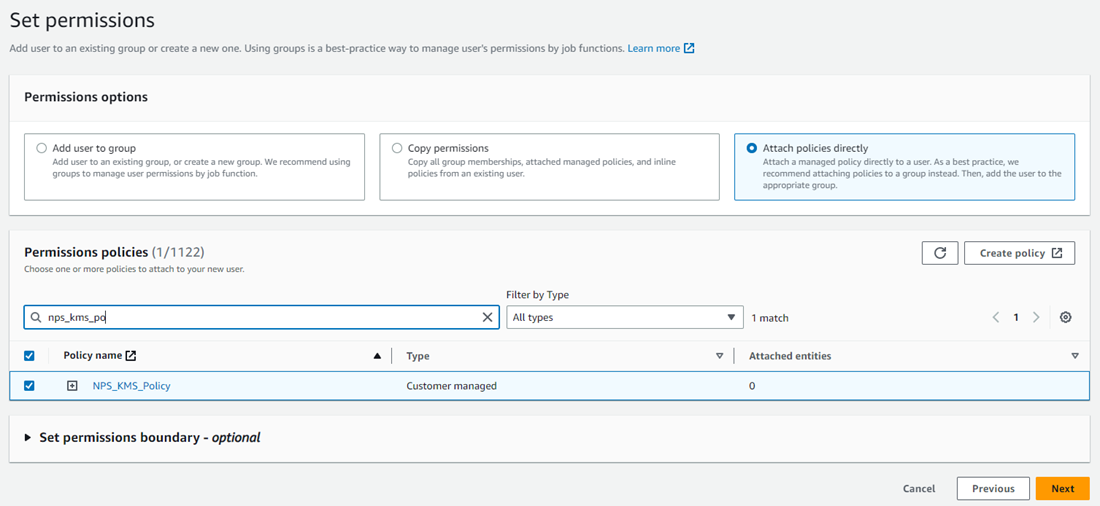 Set permissions
Add user to an existing group or create a new one. Using groups is a best-practice way to manage user's permissions by job functions. Learn more
Permissions options
Add user to group
Add user to an existing group, or create a new group. We recommend using
groups to manage user permissions by job function.
Copy permissions
Copy all group memberships, attached managed policies, and inline
policies from an existing user.
Attach policies directly
Attach a managed policy directly to a user. As a best practice, we
recommend attaching policies to a group instead. Then, add the user to the
appropriate group.
Permissions policies (1/1122)
Choose one or more policies to attach to your new user.
Create policy
Filter by Type
nps_kms_po
All types
1 match
1
Policy name
Type
Attached entities
NPS_KMS_Policy
Customer managed
0
Set permissions boundary - optional
Cancel
Previous
Next